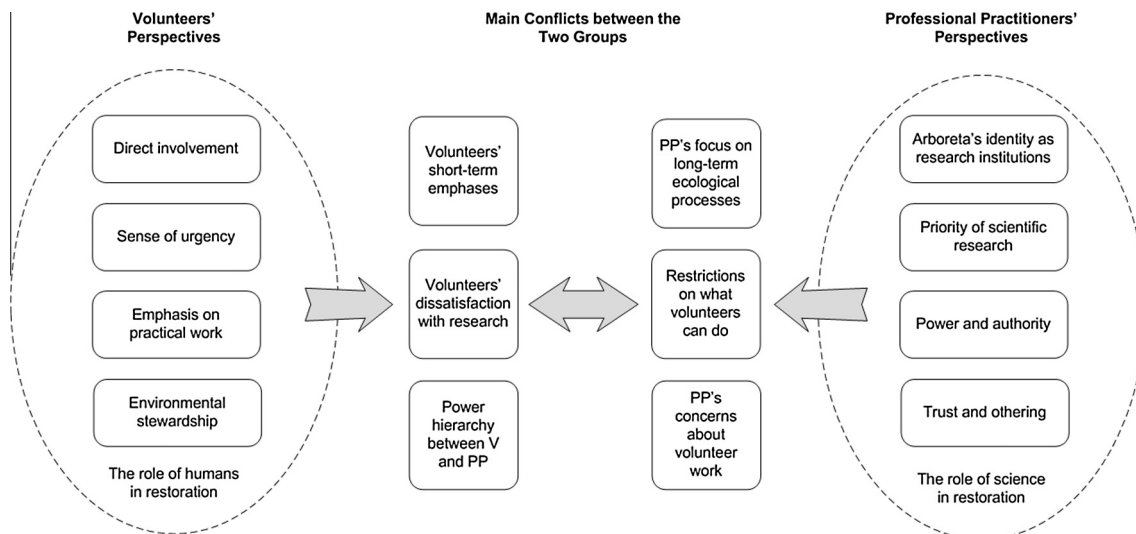 Volunteers'
Perspectives
Main Conflicts between the
Two Groups
Professional Practitioners'
Perspectives
Direct involvement
Sense of urgency
Emphasis on
practical work
Environmental
stewardship
The role of humans
in restoration
Volunteers'
short-term
emphases
Volunteers'
dissatisfaction
with research
Power
hierarchy
between V
and PP
PP's focus on
long-term
ecological
processes
Restrictions
on what
volunteers
can do
PP's
concerns
about
volunteer
work
Arboreta's identity as
research institutions
Priority of scientific
research
Power and authority
Trust and othering
The role of science
in restoration